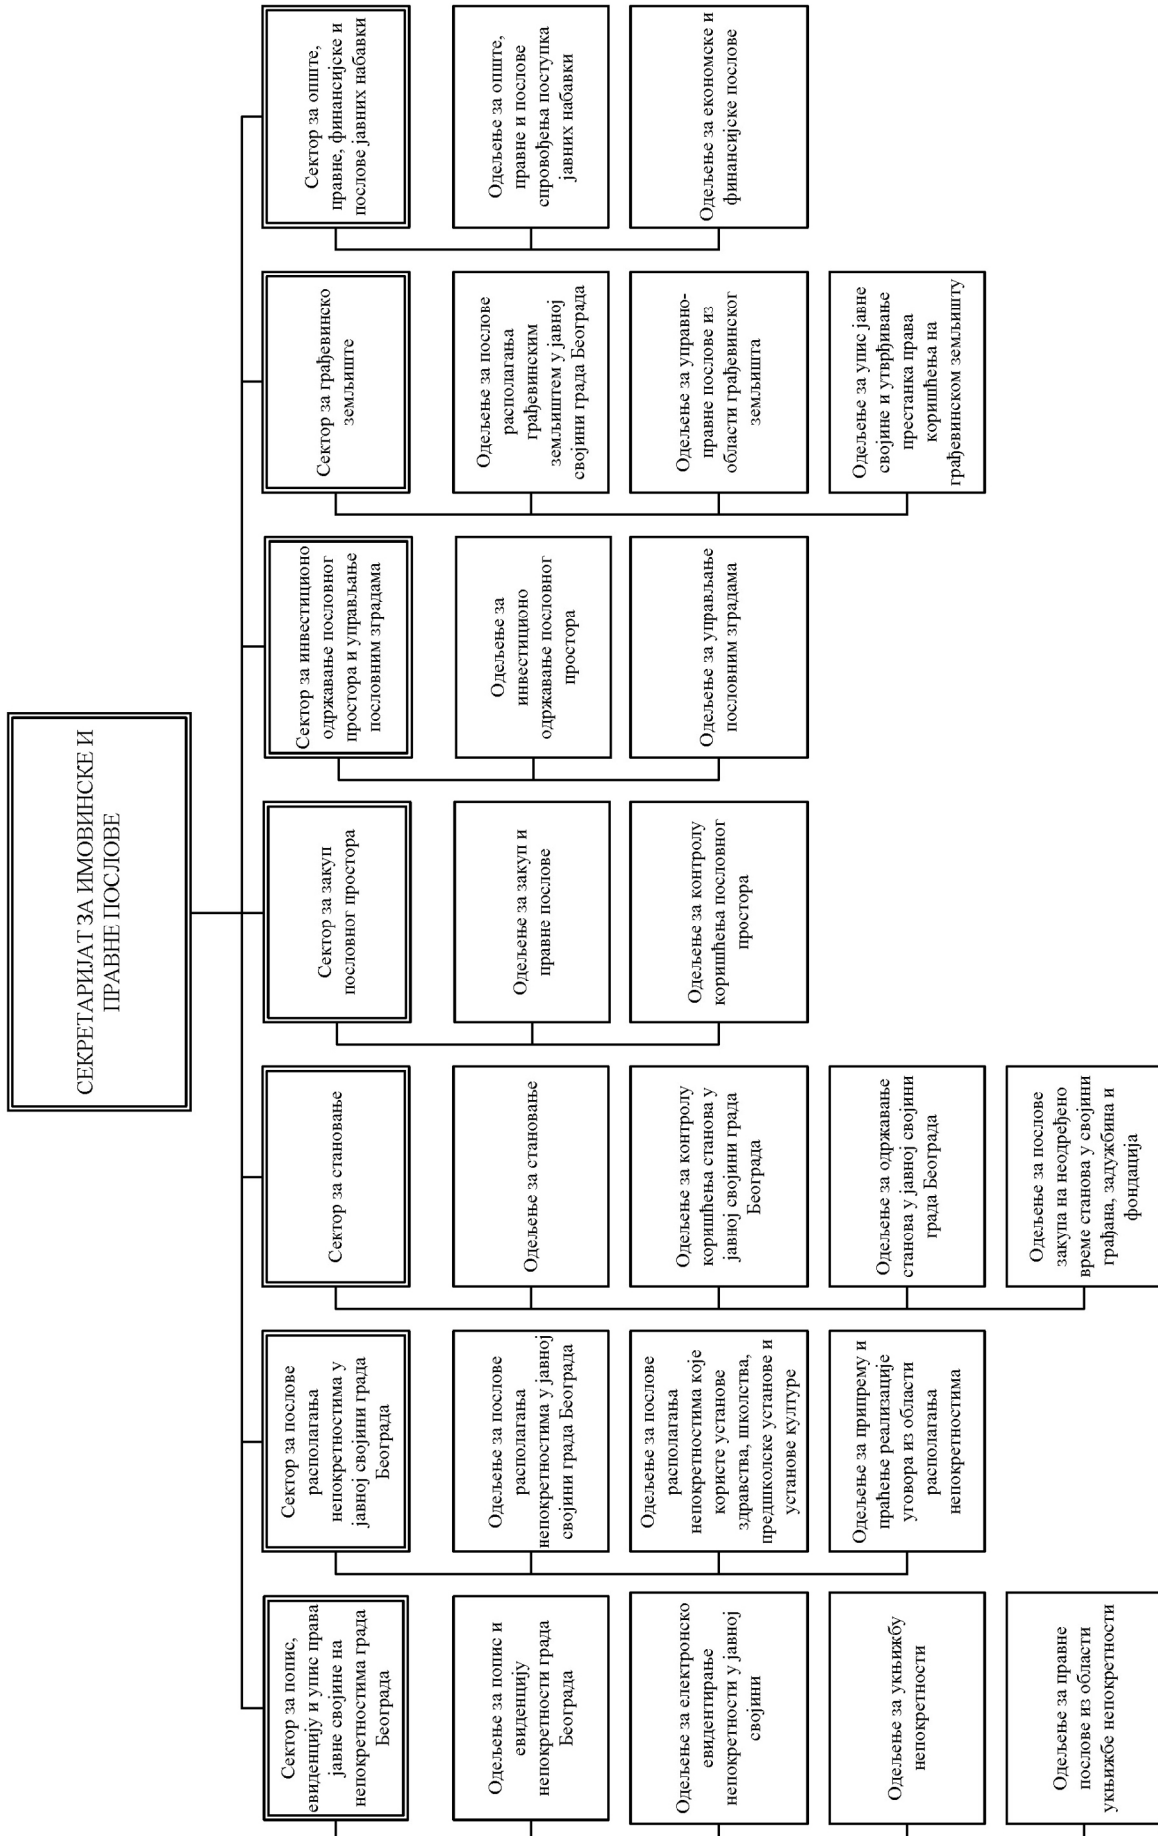 СЕКРЕТАРИЈАТ ЗА ИМОВИНСКЕ И
ПРАВНЕ ПОСЛОВЕ
Сектор за попис,
евиденцију и упис права
јавне својине на
непокретностима града
Београда
Одељење за попис и
евиденцију
непокретности града
Београда
Одељење за електронско
евидентирање
непокретности у јавној
својини
Одељење за укњижбу
непокретности
Одељење за правне
послове из области
укњижбе непокретности
Сектор за послове
располагања
непокретностима у
јавној својини града
Београда
Одељење за послове
располагања
непокретностима у јавној
својини града Београда
Одељење за послове
располагања
непокретностима које
користе установе
здравства, школства,
предшколске установе и
установе културе
Одељење за припрему и
праћење реализације
уговора из области
располагања
непокретностима
Сектор за становање
Одељење за становање
Одељење за контролу
коришћења станова у
јавној својини града
Београда
Одељење за одржавање
станова у јавној својини
града Београда
Одељење за послове
закупа на неодређено
време станова у својини
грађана, задужбина и
фондација
Сектор за закуп
пословног простора
Одељење за закуп и
правне послове
Одељење за контролу
коришћења пословног
простора
Сектор за инвестиционо
одржавање пословног
простора и управљање
пословним зградама
Одељење за
инвестиционо
одржавање пословног
простора
Одељење за управљање
пословним зградама
Сектор за грађевинско
земљиште
Одељење за послове
располагања
грађевинским
земљиштем у јавној
својини града Београда
Одељење за управно-
правне послове из
области грађевинског
земљишта
Одељење за упис јавне
својине и утврђивање
престанка права
коришћења на
грађевинском земљишту
Сектор за опште,
правне, финансијске и
послове јавних набавки
Одељење за опште,
правне и послове
спровођења поступка
јавних набавки
Одељење за економске и
финансијске послове